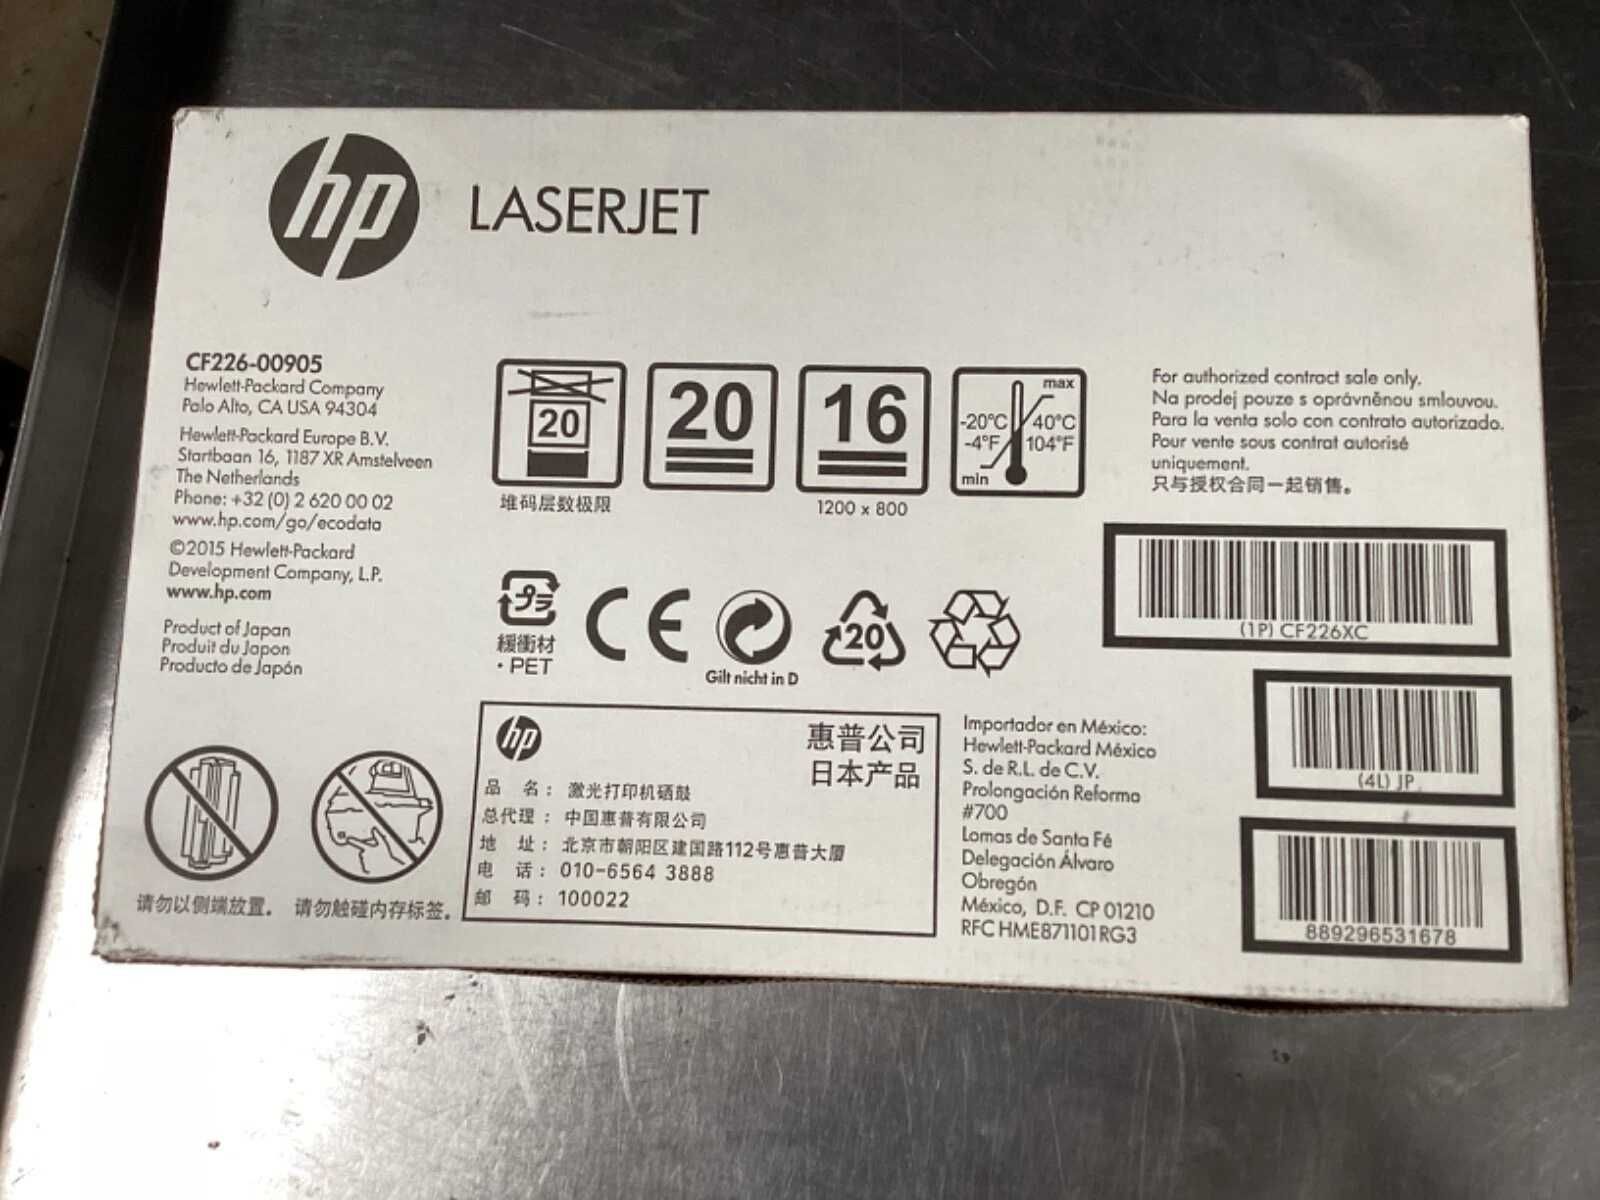 hp
LASERJET
CF226-00905
Hewlett-Packard Company
Palo Alto, CA USA 94304
Hewlett-Packard Europe B.V.
Startbaan 16, 1187 XR Amstelveen
The Netherlands
Phone: +32 (0) 2 620 00 02
www.hp.com/go/ecodata
©2015 Hewlett-Packard
Development Company, L.P.
www.hp.com
Product of Japan
Produit du Japon
Producto de Japón
20
堆码层数极限
20
16
1200 x 800
max
-20°C
40°C
-4°F
104°F
min
For authorized contract sale only.
Na prodej pouze s oprávněnou smlouvou.
Para la venta solo con contrato autorizado.
Pour vente sous contrat autorisé
uniquement.
只与授权合同一起销售。
プラ
緩衝材
・PET
CE
Gilt nicht in D
20
(1P) CF226XC
(4L) JP
889296531678
请勿以侧端放置。
请勿触碰内存标签。
hp
惠普公司
日本产品
品 名: 激光打印机硒鼓
总代理: 中国惠普有限公司
地 址: 北京市朝阳区建国路112号惠普大厦
电 话: 010-6564 3888
邮 码: 100022
Importador en México:
Hewlett-Packard México
S. de R.L. de C.V.
Prolongación Reforma
#700
Lomas de Santa Fé
Delegación Álvaro
Obregón
México, D.F. CP 01210
RFC HME871101RG3